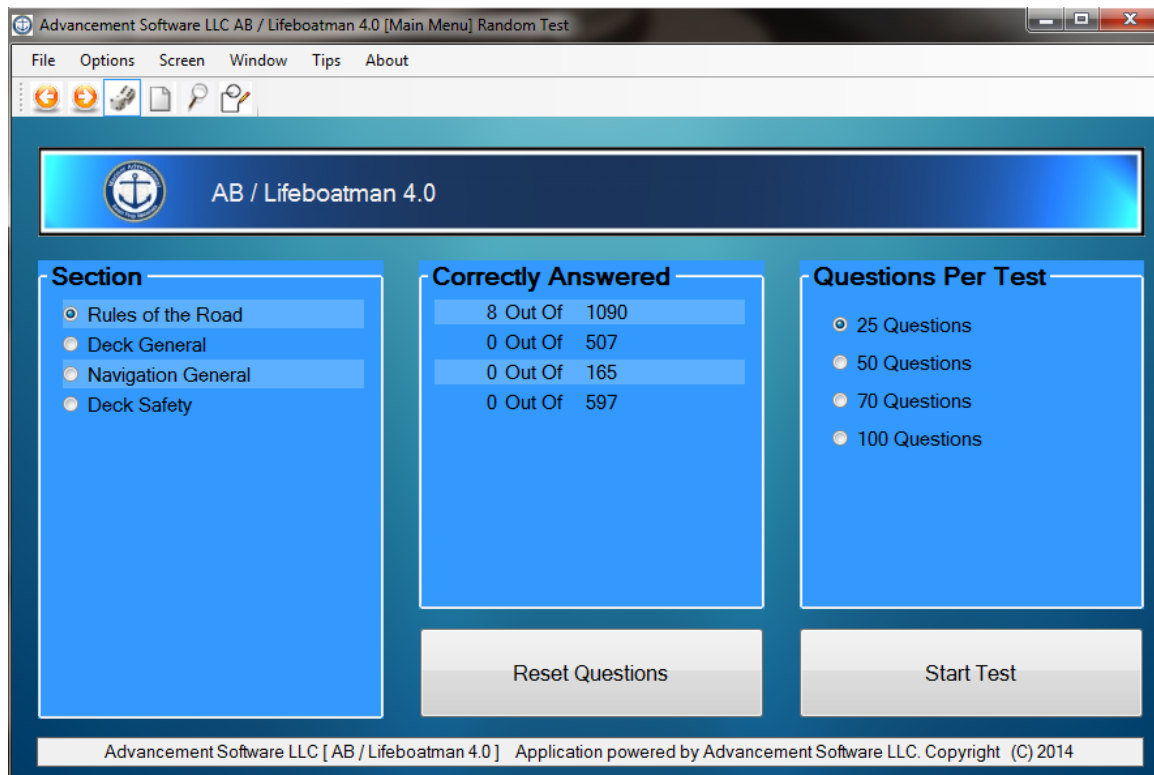 Advancement Software LLC AB / Lifeboatman 4.0 [Main Menu] Random Test
File Options Screen Window Tips About
AB / Lifeboatman 4.0
Section
Rules of the Road
Deck General
Navigation General
Deck Safety
Correctly Answered
8 Out Of 1090
0 Out Of 507
0 Out Of 165
0 Out Of 597
Questions Per Test
25 Questions
50 Questions
70 Questions
100 Questions
Reset Questions
Start Test
Advancement Software LLC [ AB / Lifeboatman 4.0 ] Application powered by Advancement Software LLC. Copyright (C) 2014